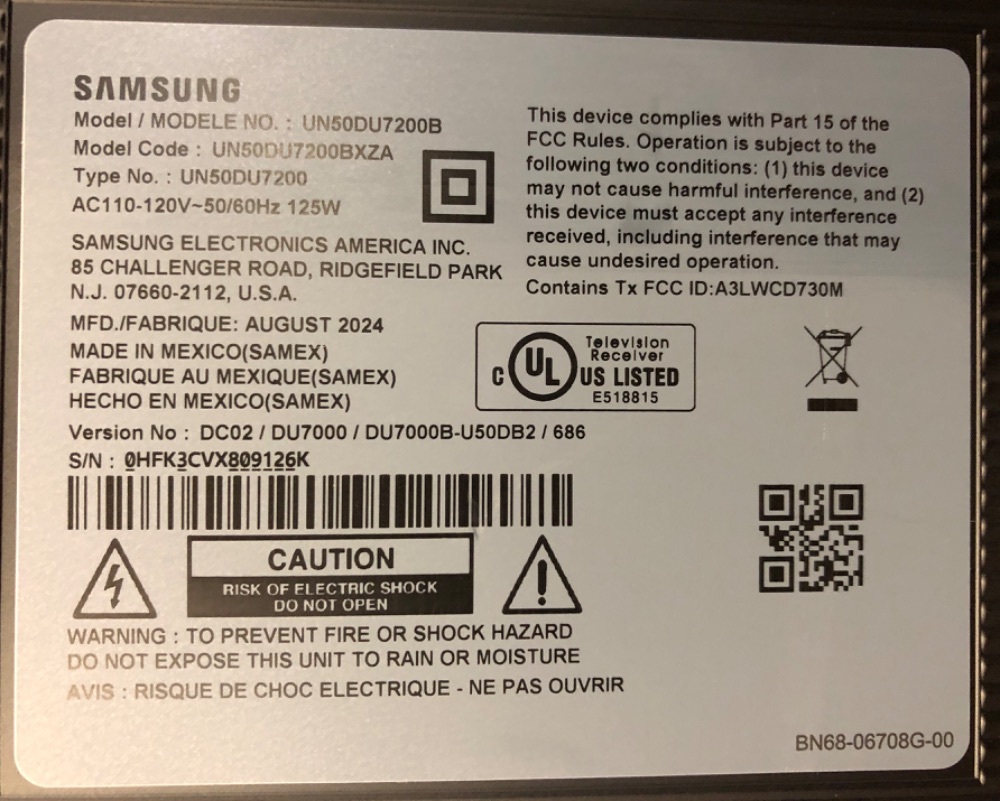 SAMSUNG
Model / MODELE NO. : UN50DU7200B
Model Code : UN50DU7200BXZA
Type No. : UN50DU7200
AC110-120V~50/60Hz 125W
SAMSUNG ELECTRONICS AMERICA INC.
85 CHALLENGER ROAD, RIDGEFIELD PARK
N.J. 07660-2112, U.S.A.
MFD./FABRIQUE: AUGUST 2024
MADE IN MEXICO(SAMEX)
FABRIQUE AU MEXIQUE(SAMEX)
HECHO EN MEXICO(SAMEX)
This device complies with Part 15 of the
FCC Rules. Operation is subject to the
following two conditions: (1) this device
may not cause harmful interference, and (2)
this device must accept any interference
received, including interference that may
cause undesired operation.
Contains Tx FCC ID:A3LWCD730M
Television
Receiver
C UL US LISTED
E518815
Version No : DC02 / DU7000 / DU7000B-U50DB2 / 686
S/N : 0HFK3CVX809126K
CAUTION
RISK OF ELECTRIC SHOCK
DO NOT OPEN
WARNING : TO PREVENT FIRE OR SHOCK HAZARD
DO NOT EXPOSE THIS UNIT TO RAIN OR MOISTURE
AVIS : RISQUE DE CHOC ELECTRIQUE - NE PAS OUVRIR
BN68-06708G-00